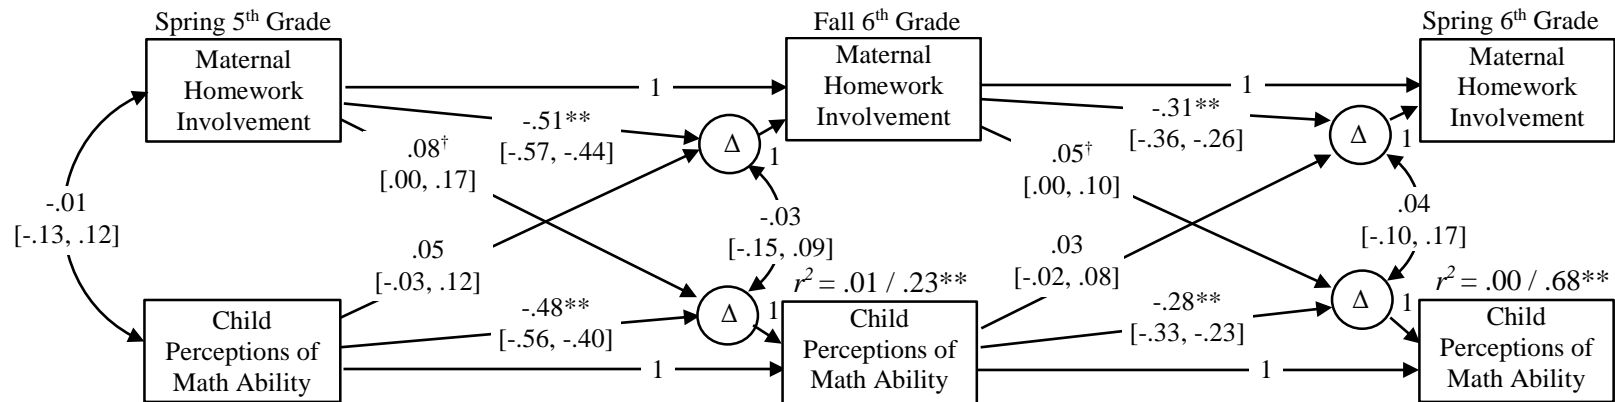 Spring 5th Grade
Fall 6th Grade
Spring 6th Grade
Maternal
Homework
Involvement
Maternal
Homework
Involvement
Maternal
Homework
Involvement
1
1
-.51**
[-.57, -.44]
-.31**
[-.36, -.26]
Δ
1
Δ
1
.08†
[.00, .17]
.05†
[.00, .10]
-.01
[-.13, .12]
-.03
[-.15, .09]
.04
[-.10, .17]
.05
[-.03, .12]
.03
[-.02, .08]
r² = .01 / .23**
r² = .00 / .68**
-.48**
[-.56, -.40]
-.28**
[-.33, -.23]
Δ
1
Δ
1
Child
Perceptions of
Math Ability
Child
Perceptions of
Math Ability
Child
Perceptions of
Math Ability
1
1